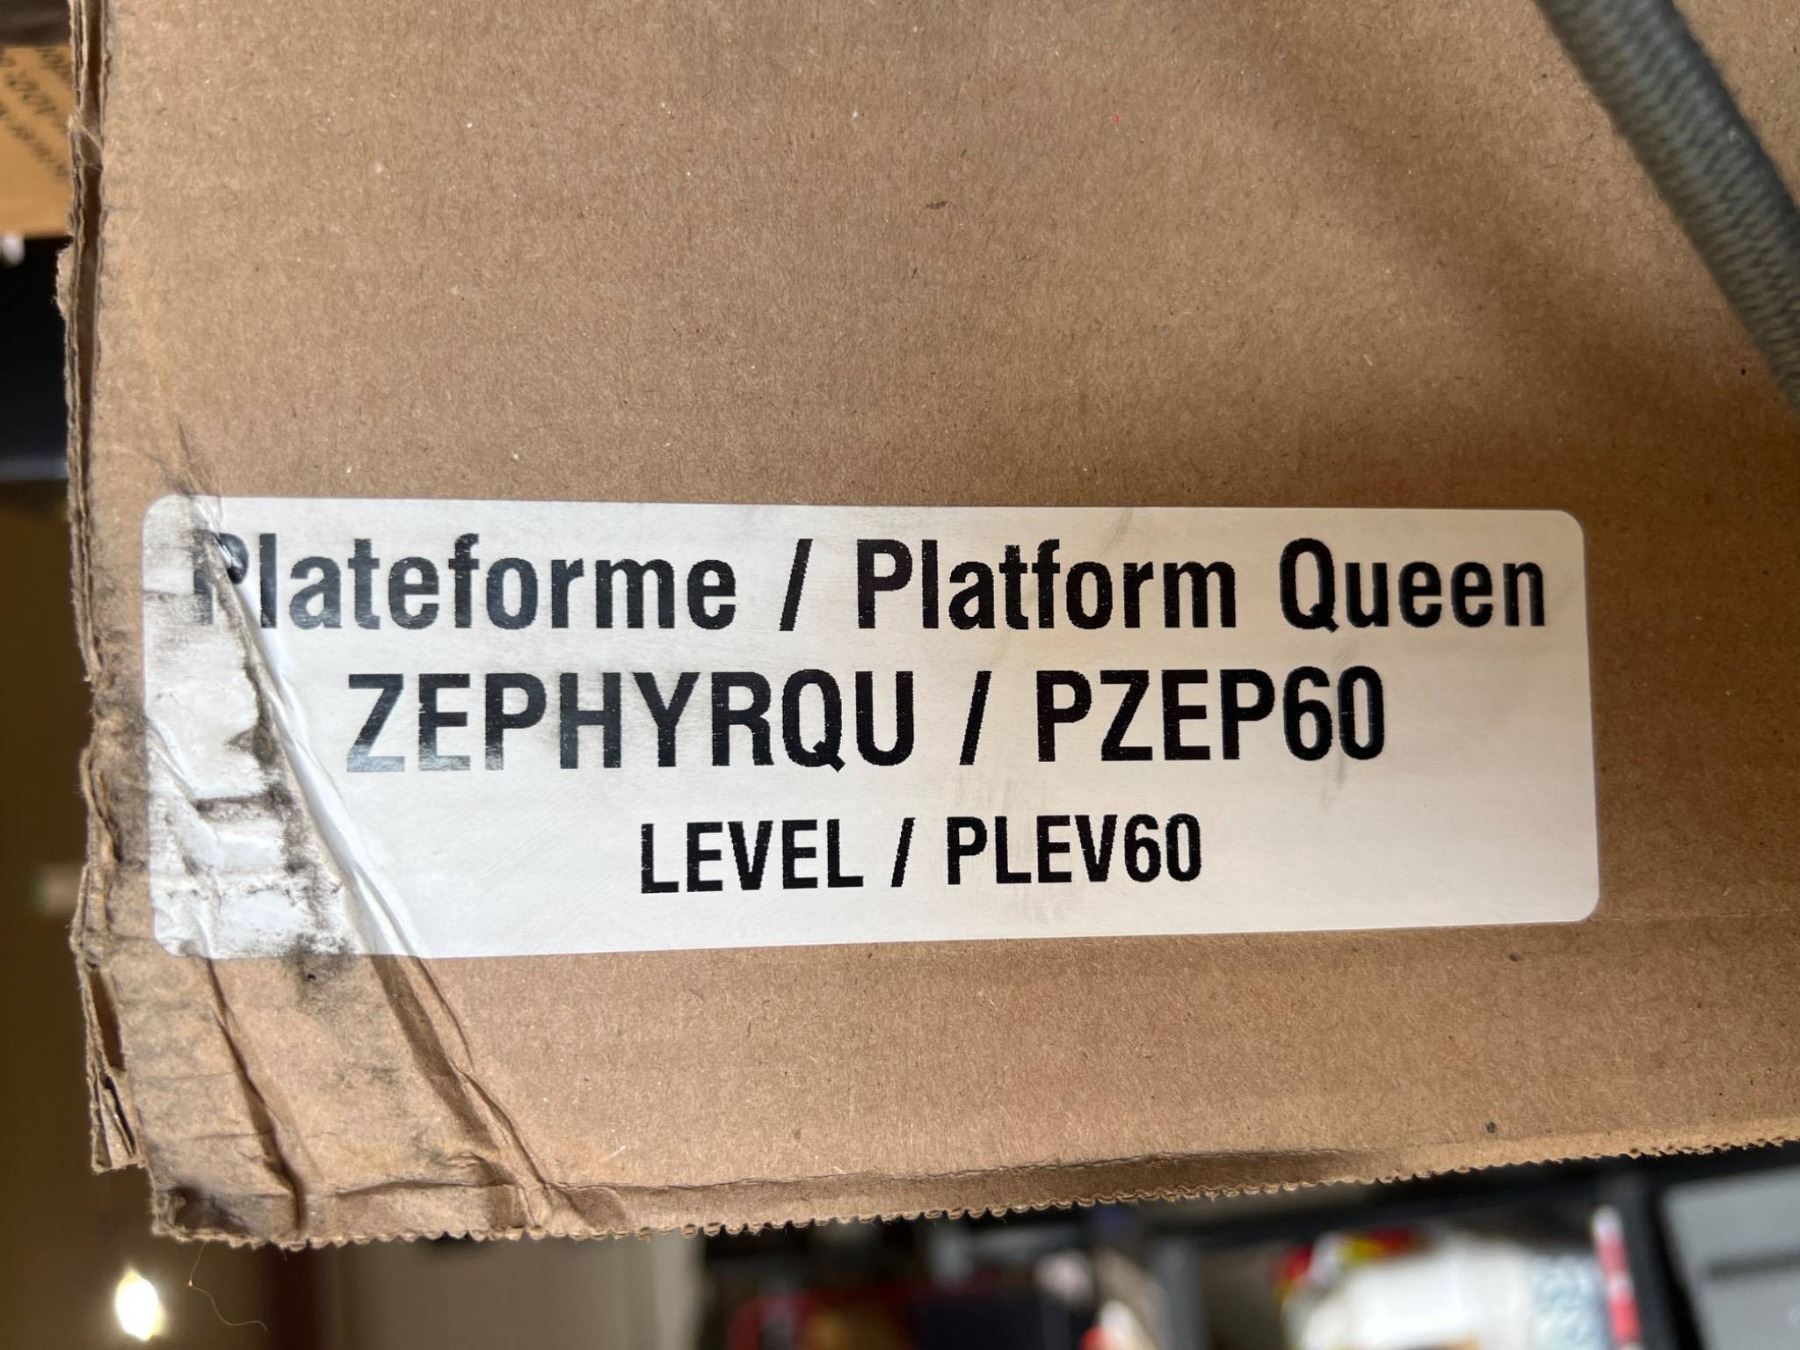 Plateforme / Platform Queen
ZEPHYRQU / PZEP60
LEVEL / PLEV60